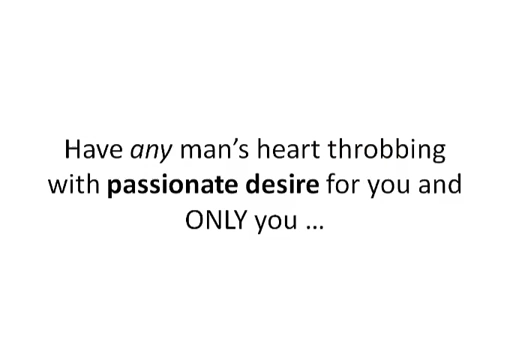 Have any man’s heart throbbing
with passionate desire for you and
ONLY you …